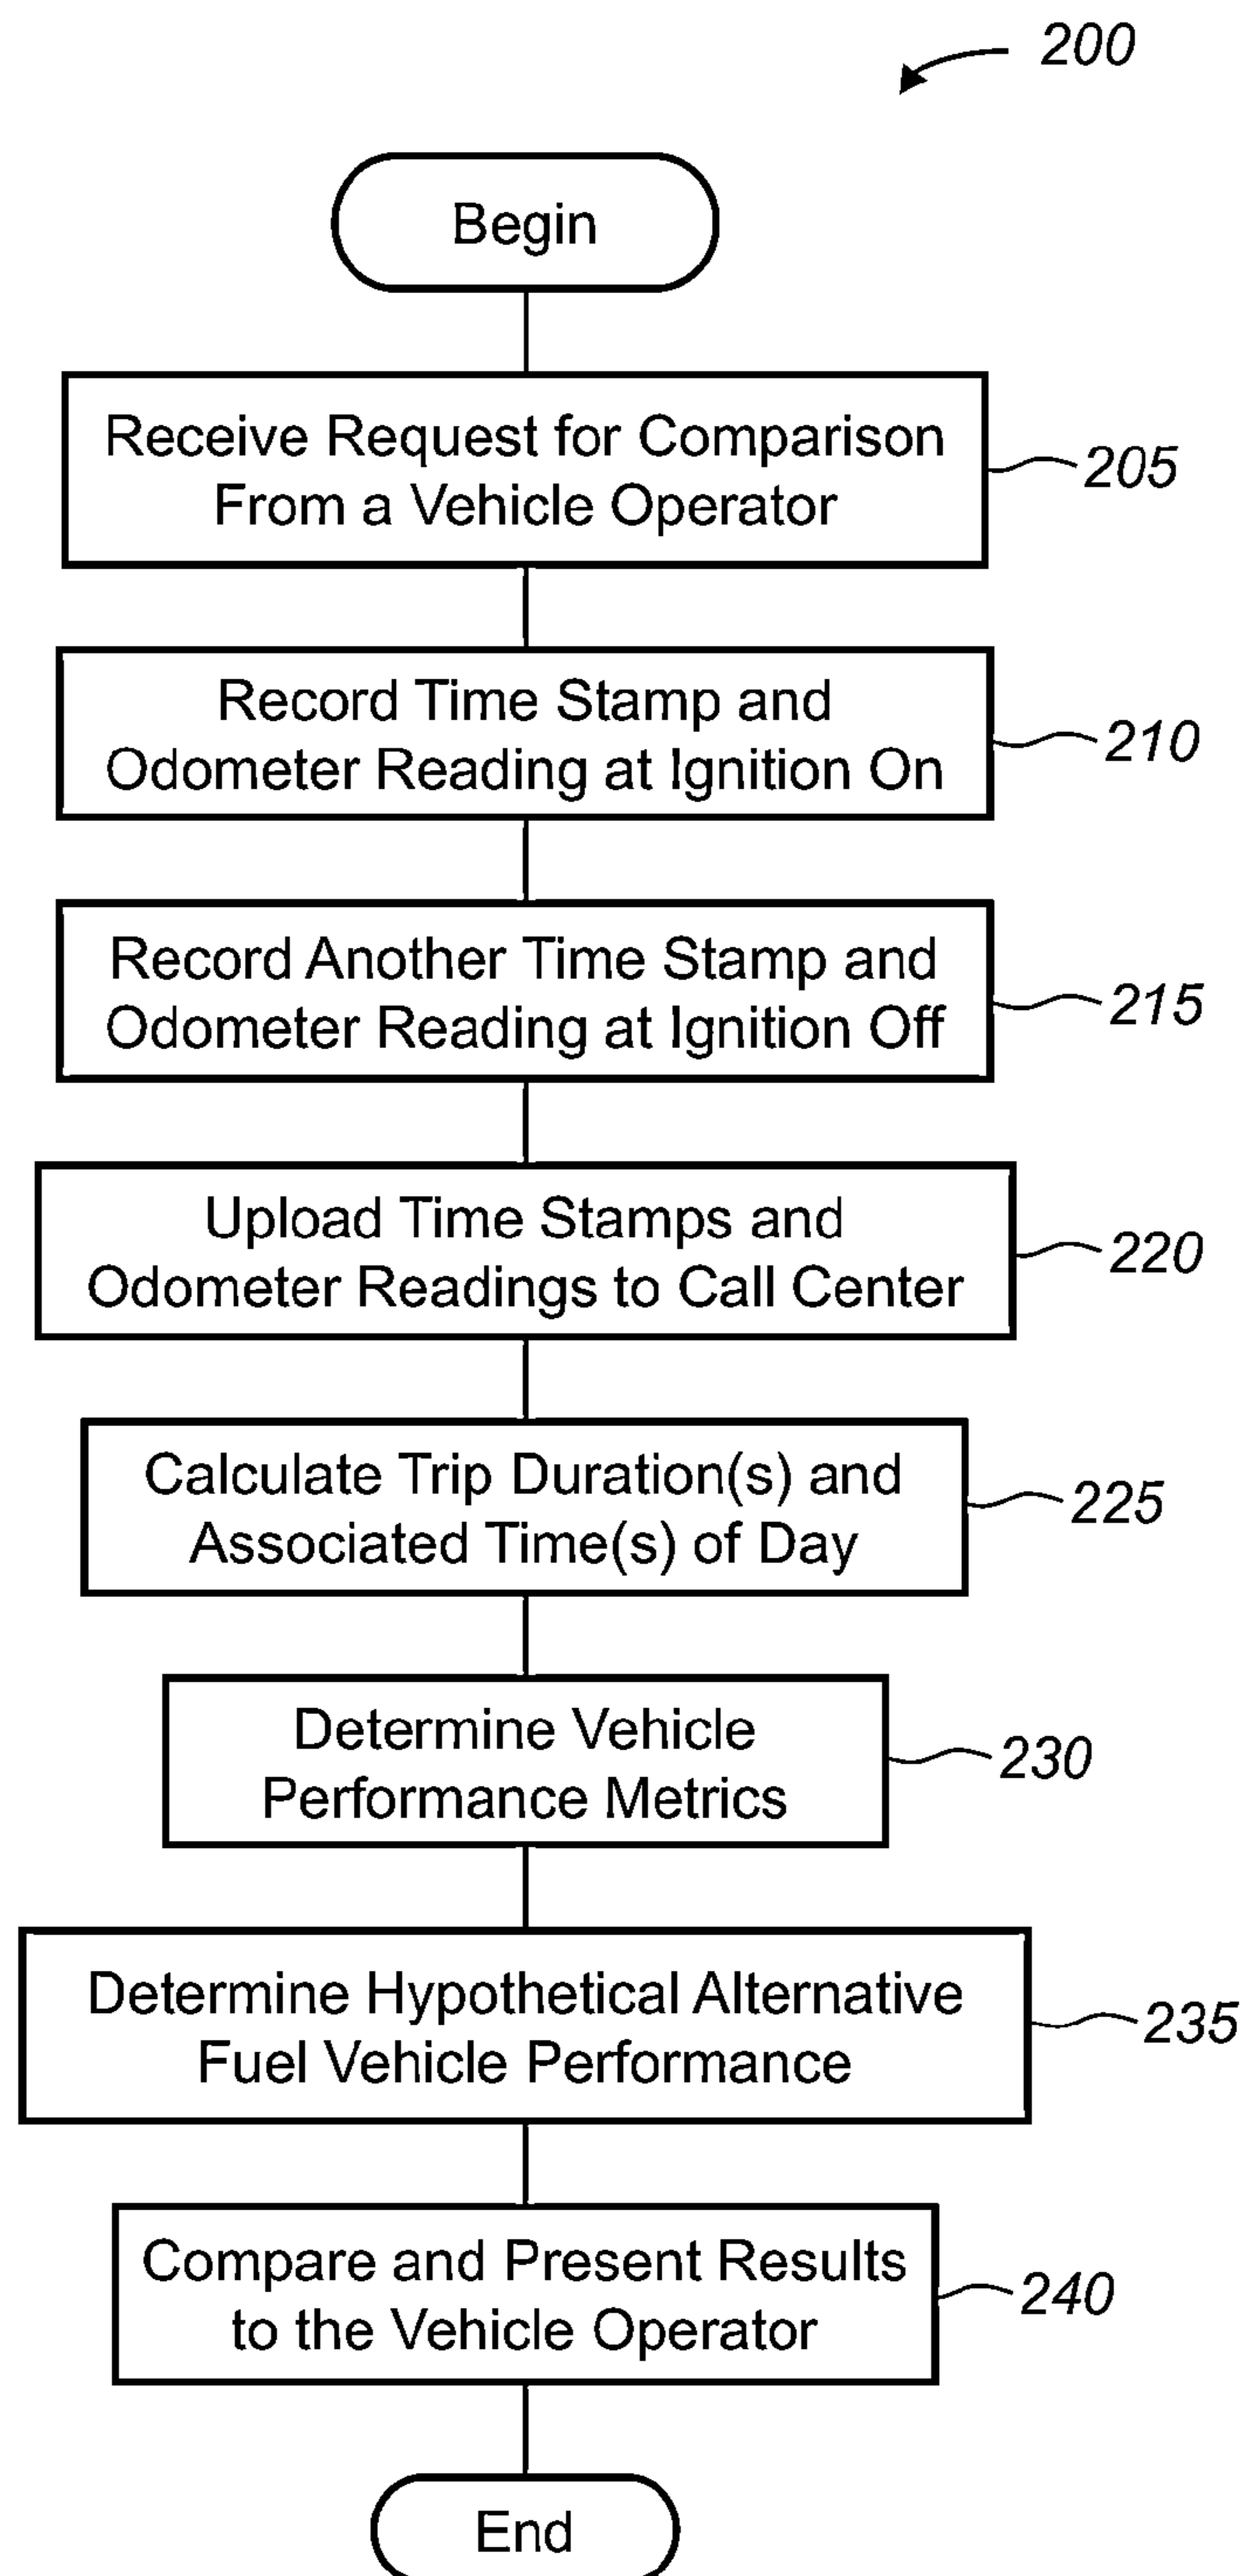 200
Begin
Receive Request for Comparison
From a Vehicle Operator
205
Record Time Stamp and
Odometer Reading at Ignition On
210
Record Another Time Stamp and
Odometer Reading at Ignition Off
215
Upload Time Stamps and
Odometer Readings to Call Center
220
Calculate Trip Duration(s) and
Associated Time(s) of Day
225
Determine Vehicle
Performance Metrics
230
Determine Hypothetical Alternative
Fuel Vehicle Performance
235
Compare and Present Results
to the Vehicle Operator
240
End